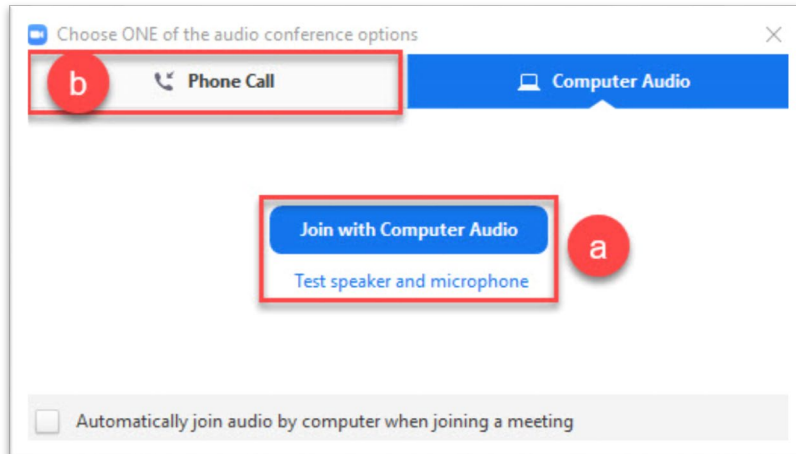 Choose ONE of the audio conference options
b
Phone Call
Computer Audio
Join with Computer Audio
a
Test speaker and microphone
Automatically join audio by computer when joining a meeting